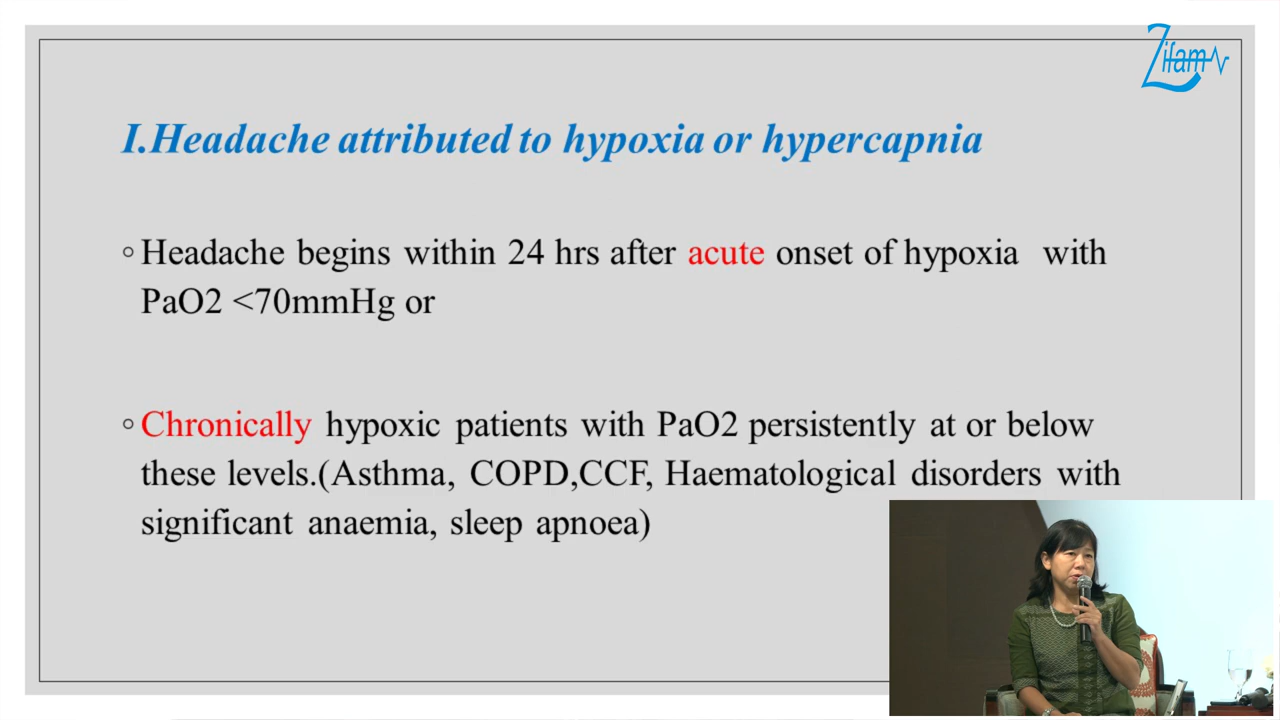 Zifam
I.Headache attributed to hypoxia or hypercapnia
◦ Headache begins within 24 hrs after acute onset of hypoxia with
PaO2 <70mmHg or
◦ Chronically hypoxic patients with PaO2 persistently at or below
these levels.(Asthma, COPD,CCF, Haematological disorders with
significant anaemia, sleep apnoea)